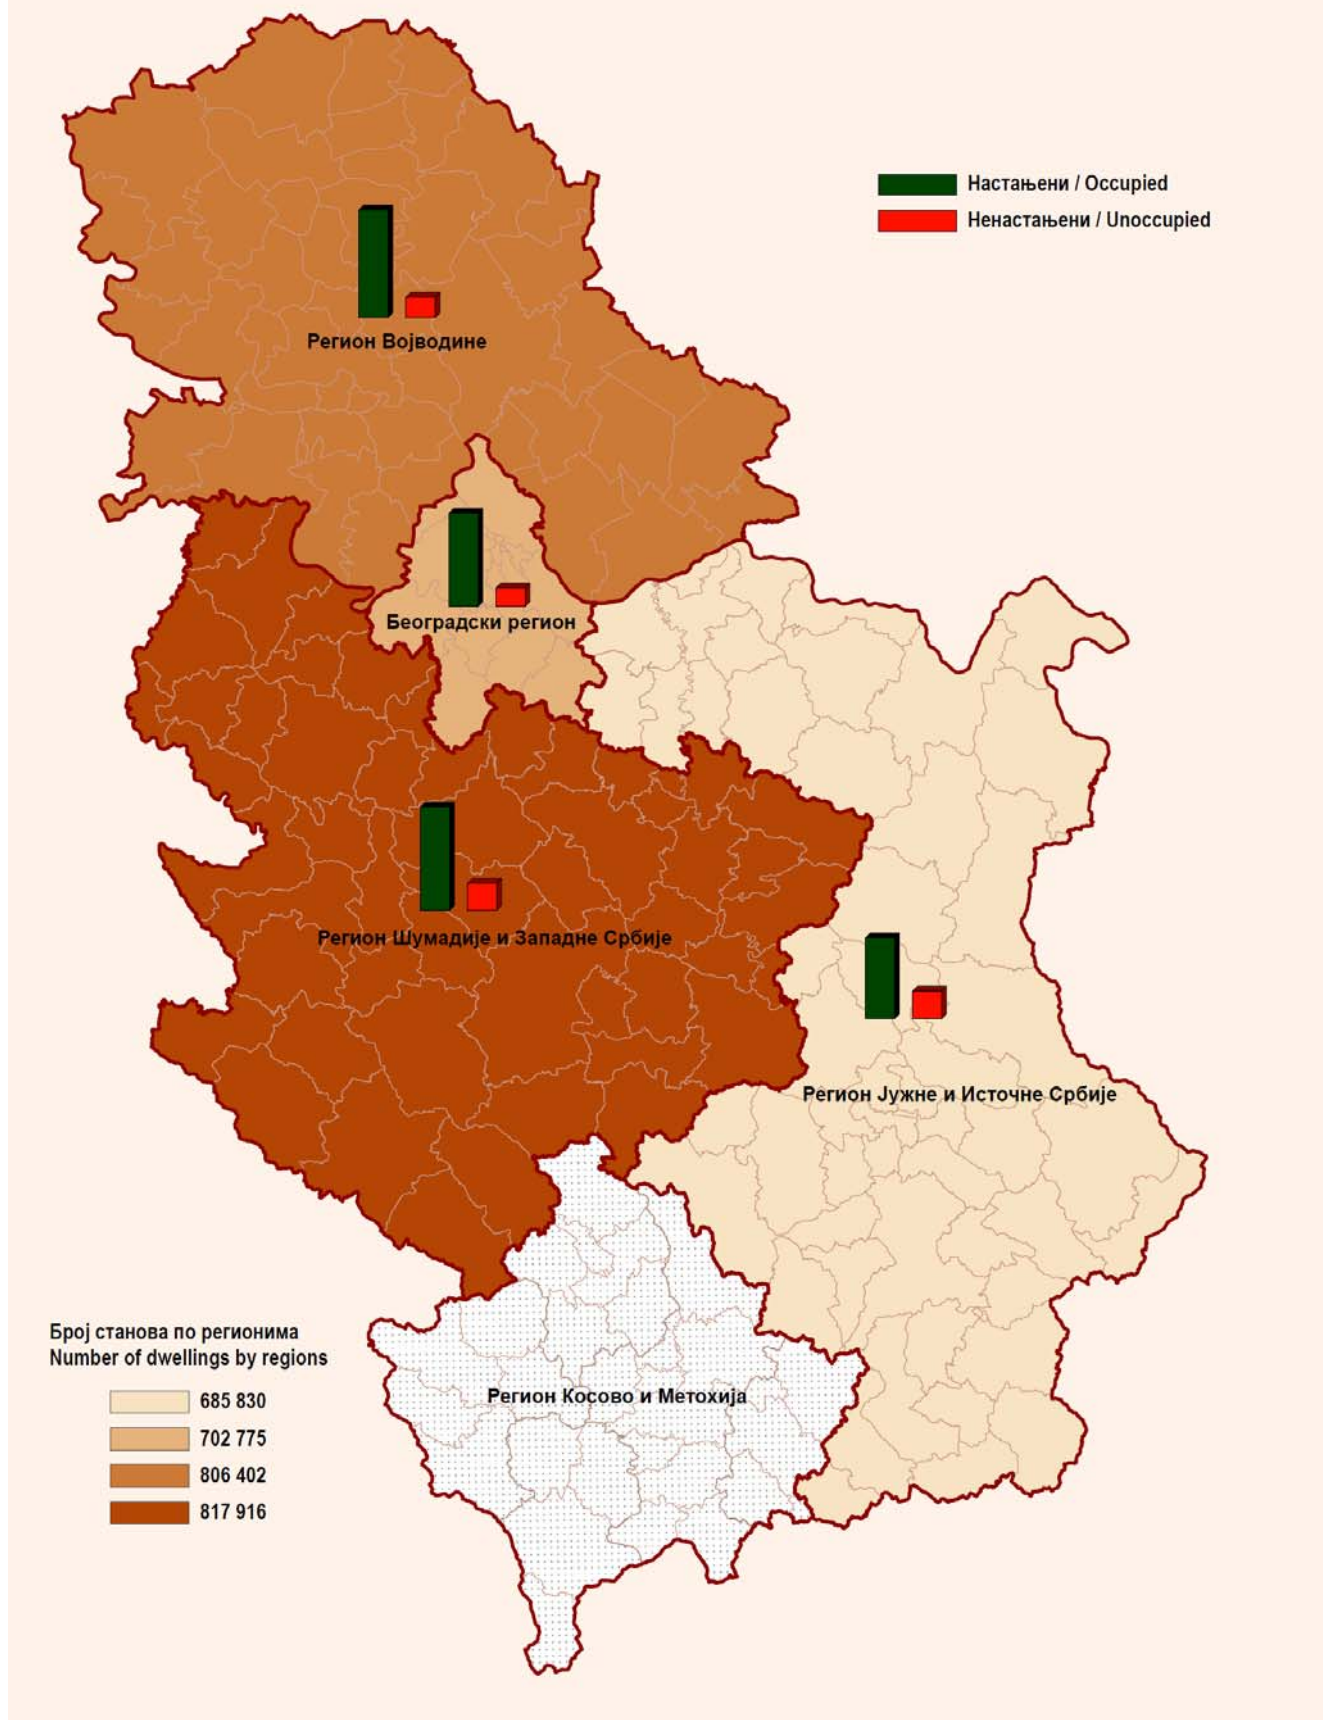 Настањени / Occupied
Ненастањени / Unoccupied
Регион Војводине
Београдски регион
Регион Шумадије и Западне Србије
Регион Јужне и Источне Србије
Регион Косово и Метохија
Број станова по регионима
Number of dwellings by regions
685 830
702 775
806 402
817 916